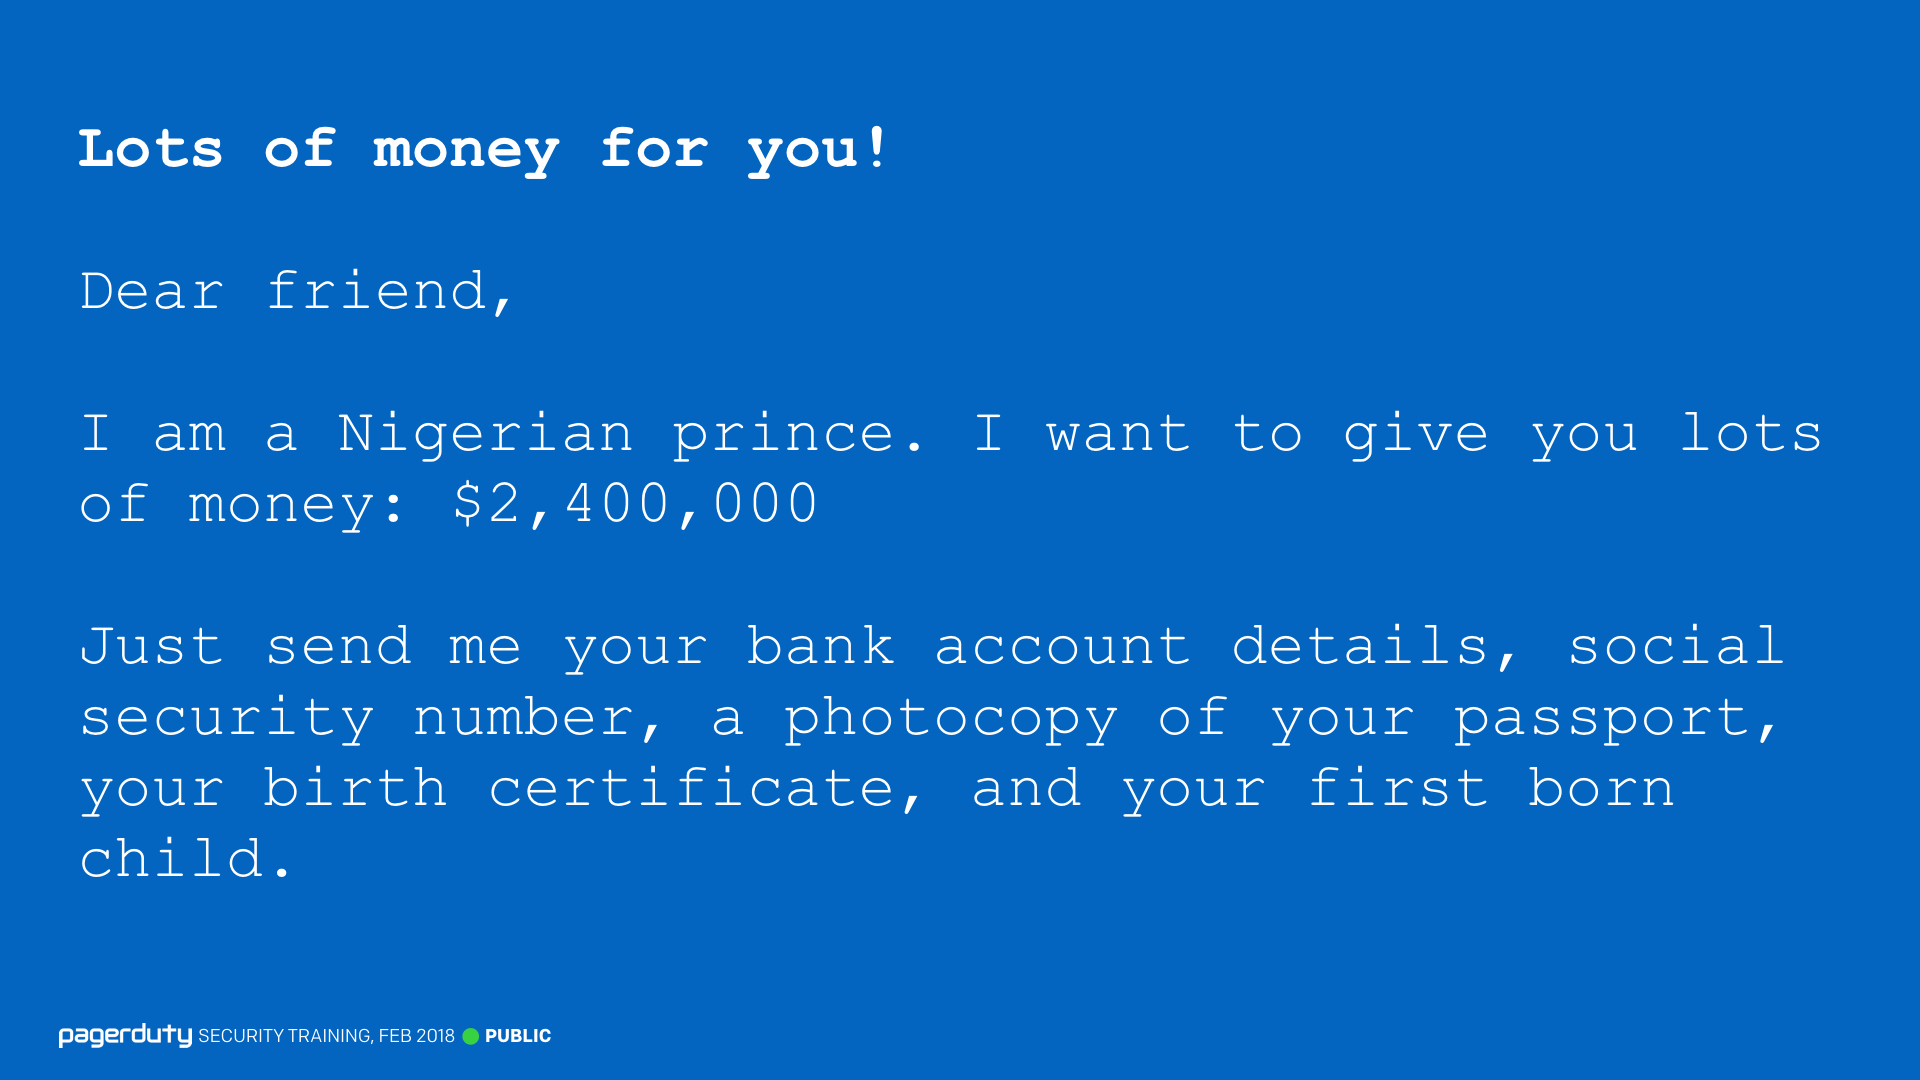 Lots of money for you!
Dear friend,
I am a Nigerian prince. I want to give you lots
of money: $2,400,000
Just send me your bank account details, social
security number, a photocopy of your passport,
your birth certificate, and your first born
child.
pagerduty SECURITY TRAINING, FEB 2018 PUBLIC